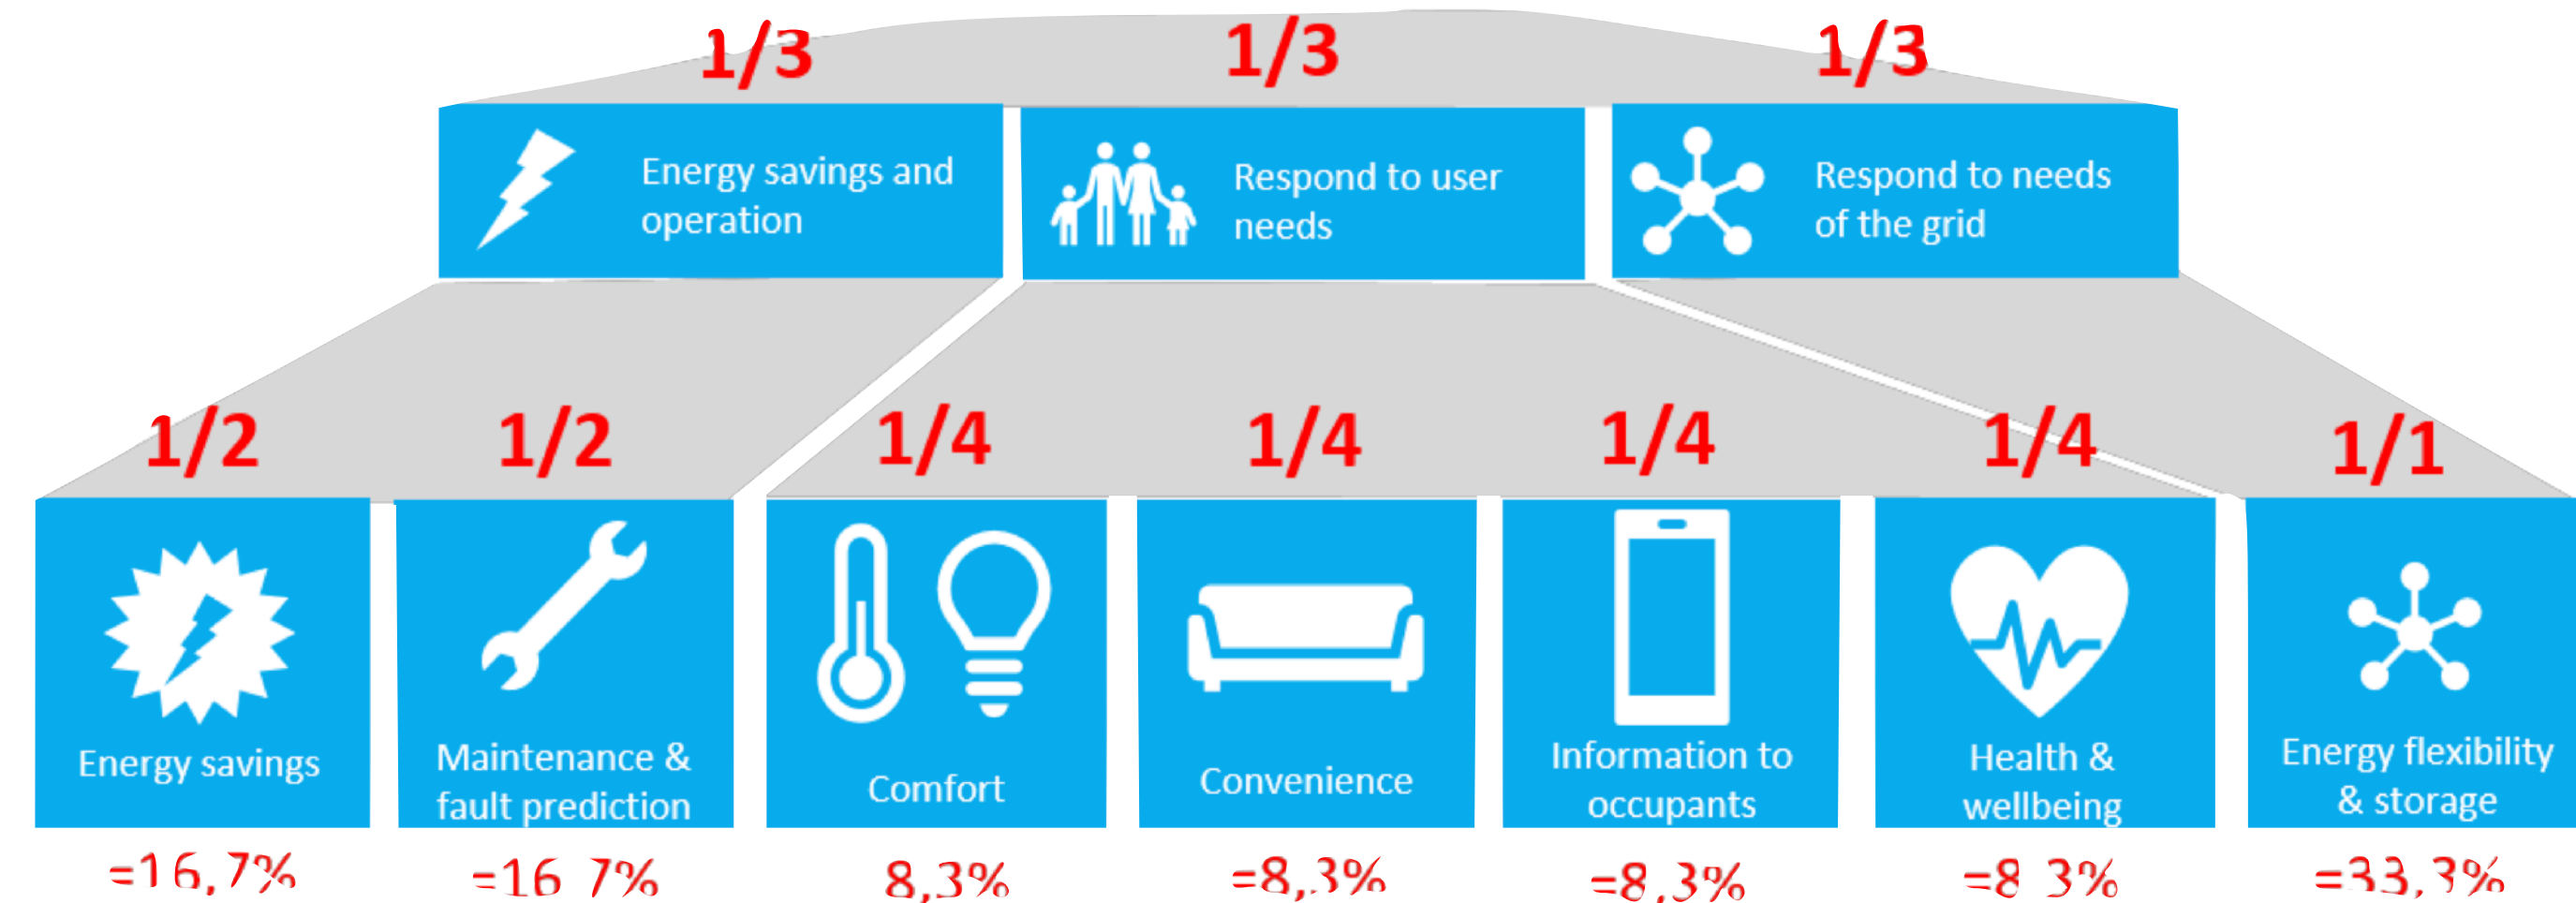 1/3 1/3 1/3
Energy savings and
operation
Respond to user
needs
Respond to needs
of the grid
1/2 1/2 1/4 1/4 1/4 1/4 1/1
Energy savings
Maintenance &
fault prediction
Comfort
Convenience
Information to
occupants
Health &
wellbeing
Energy flexibility
& storage
=16,7% =16 7% 8,3% =8,3% =8,3% =8 3% =33,3%